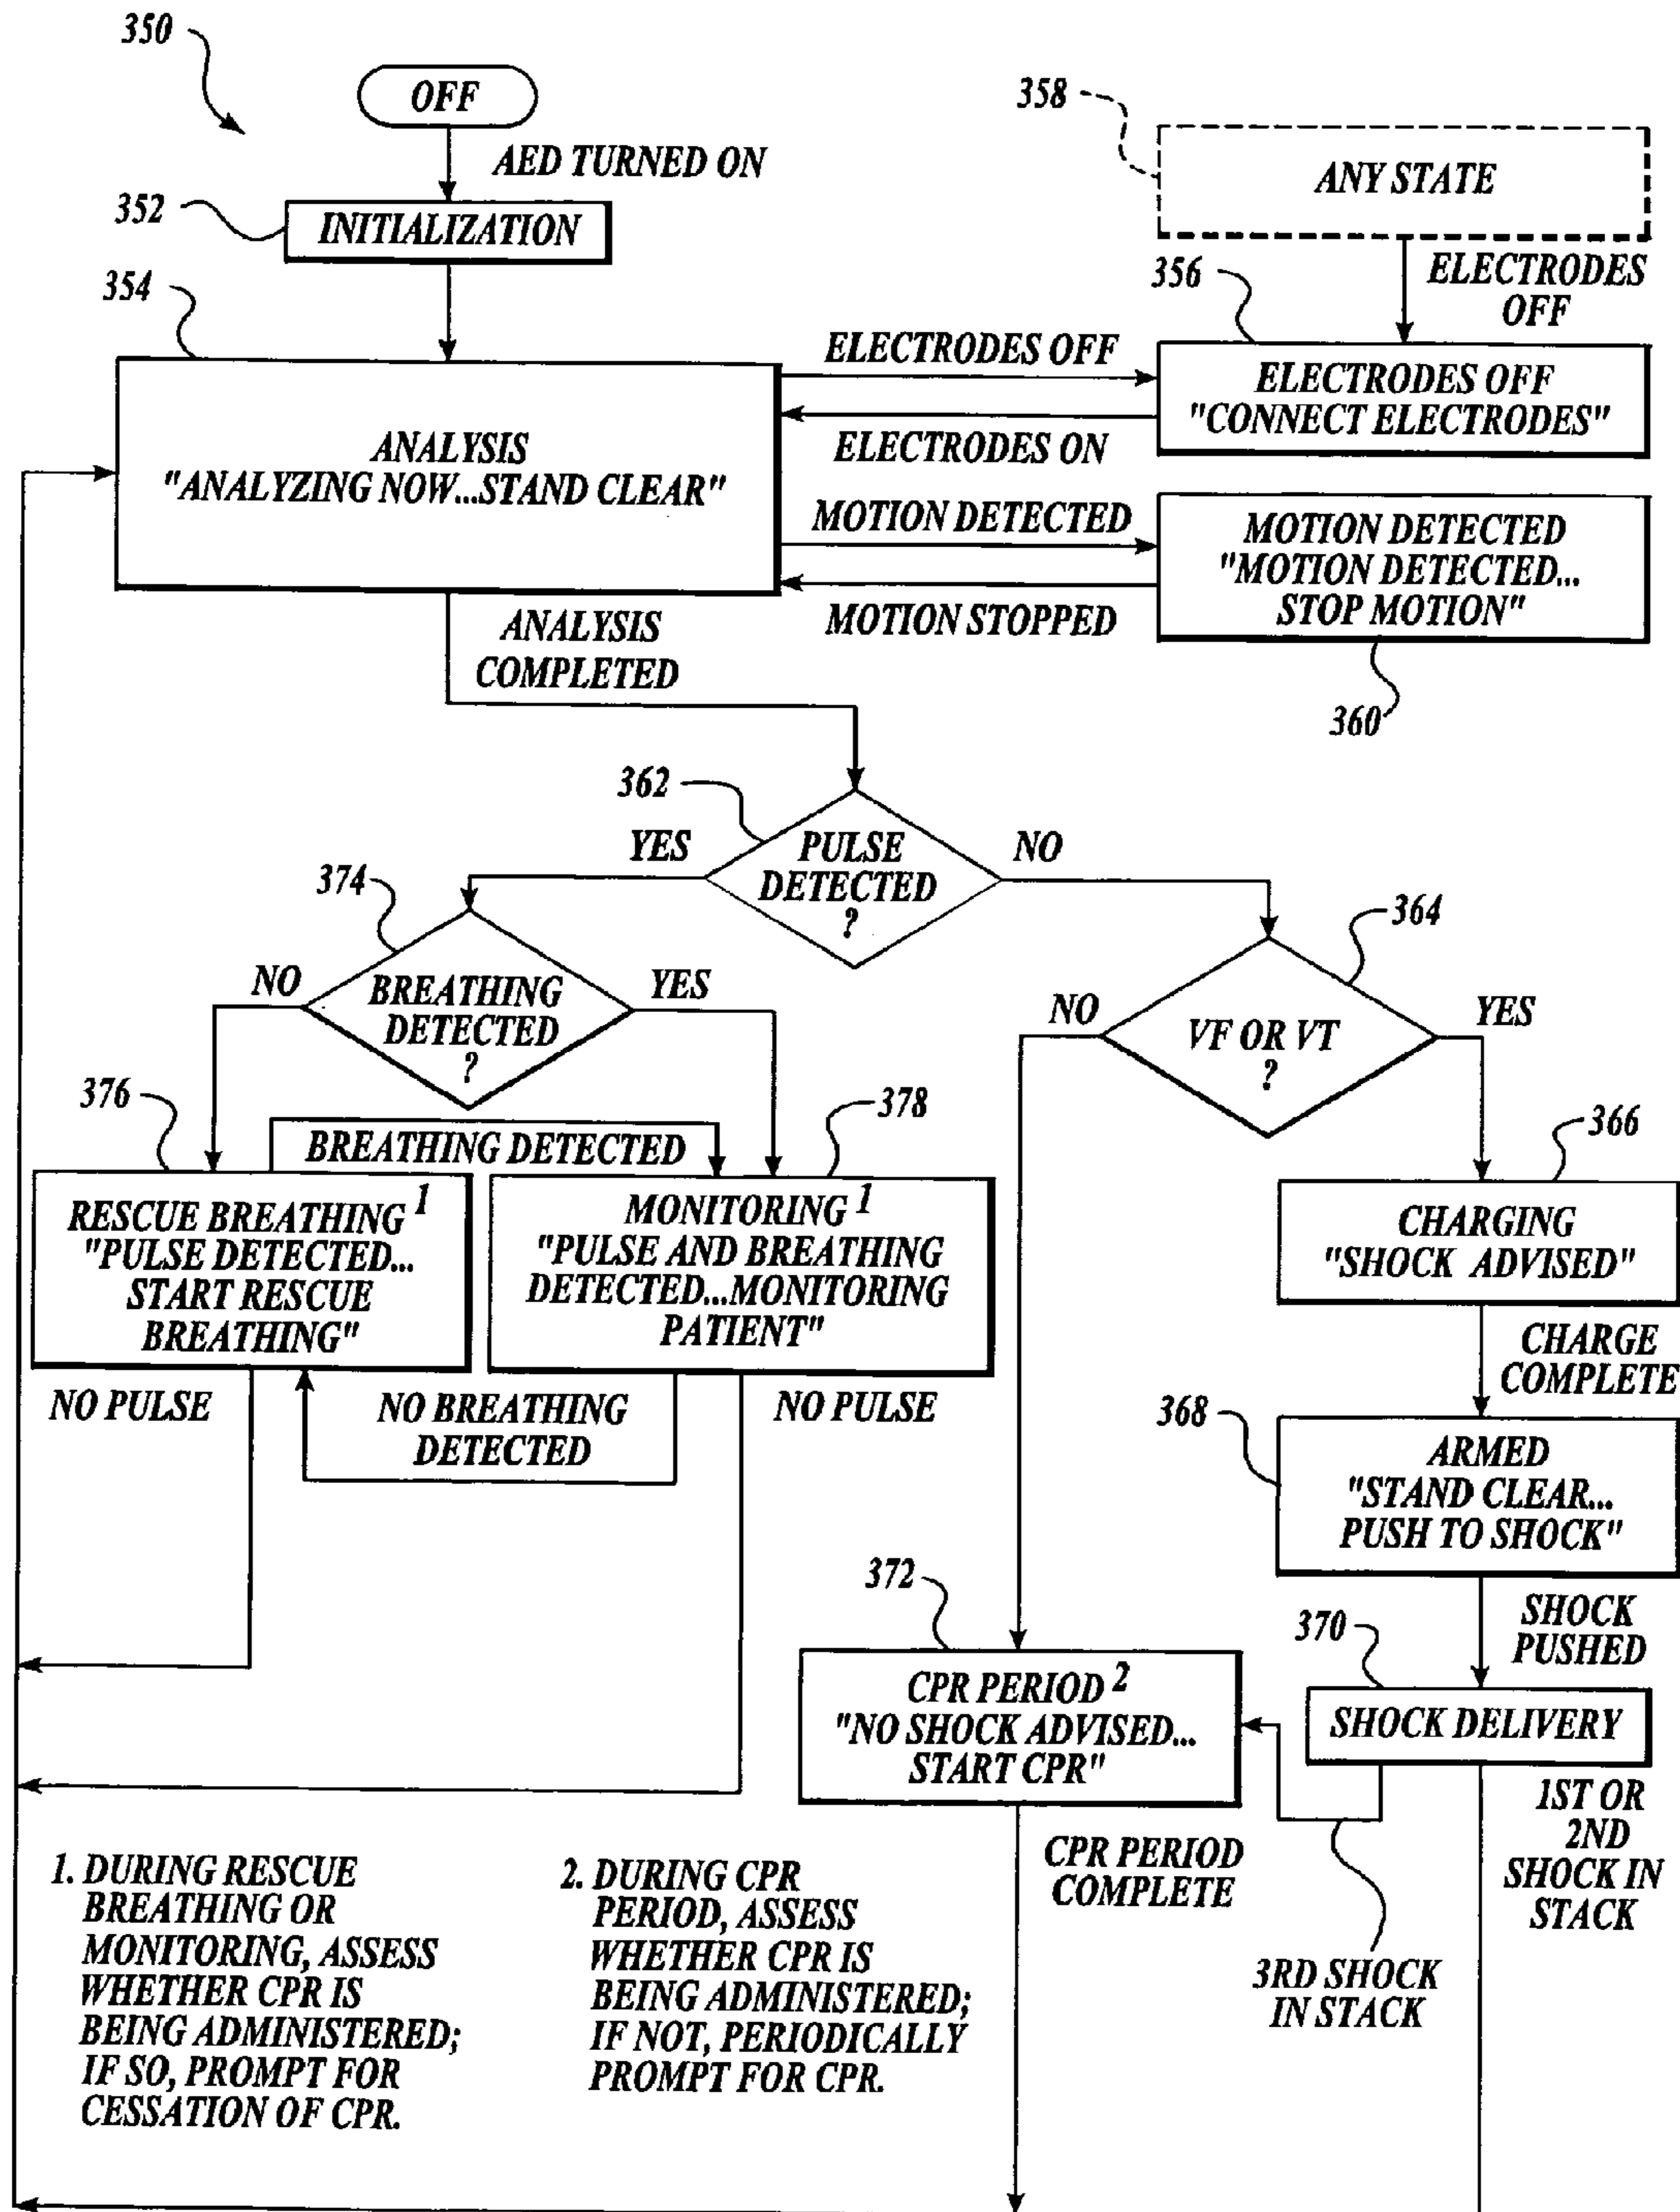 350
OFF
358
AED TURNED ON
ANY STATE
352
INITIALIZATION
ELECTRODES
OFF
354
356
ELECTRODES OFF
ELECTRODES OFF
"CONNECT ELECTRODES"
ELECTRODES ON
ANALYSIS
"ANALYZING NOW...STAND CLEAR"
MOTION DETECTED
MOTION DETECTED
"MOTION DETECTED...
STOP MOTION"
MOTION STOPPED
360
ANALYSIS
COMPLETED
362
PULSE
DETECTED
?
YES
NO
374
BREATHING
DETECTED
?
NO
YES
364
VF OR VT
?
NO
YES
376
BREATHING DETECTED
378
366
RESCUE BREATHING 1
"PULSE DETECTED...
START RESCUE
BREATHING"
MONITORING 1
"PULSE AND BREATHING
DETECTED...MONITORING
PATIENT"
CHARGING
"SHOCK ADVISED"
CHARGE
COMPLETE
NO PULSE
NO BREATHING
DETECTED
NO PULSE
368
ARMED
"STAND CLEAR...
PUSH TO SHOCK"
SHOCK
PUSHED
372
370
CPR PERIOD 2
"NO SHOCK ADVISED...
START CPR"
SHOCK DELIVERY
1ST OR
2ND
SHOCK IN
STACK
CPR PERIOD
COMPLETE
3RD SHOCK
IN STACK
1. DURING RESCUE
BREATHING OR
MONITORING, ASSESS
WHETHER CPR IS
BEING ADMINISTERED;
IF SO, PROMPT FOR
CESSATION OF CPR.
2. DURING CPR
PERIOD, ASSESS
WHETHER CPR IS
BEING ADMINISTERED;
IF NOT, PERIODICALLY
PROMPT FOR CPR.